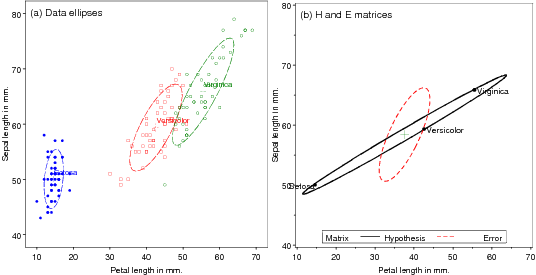 (a) Data ellipses
Sepal length in mm.
80
70
60
50
40
Virginica
Versicolor
Setosa
10 20 30 40 50 60 70
Petal length in mm.
(b) H and E matrices
Sepal length in mm.
80
70
60
50
40
Virginica
Versicolor
Setosa
Matrix Hypothesis Error
10 20 30 40 50 60 70
Petal length in mm.